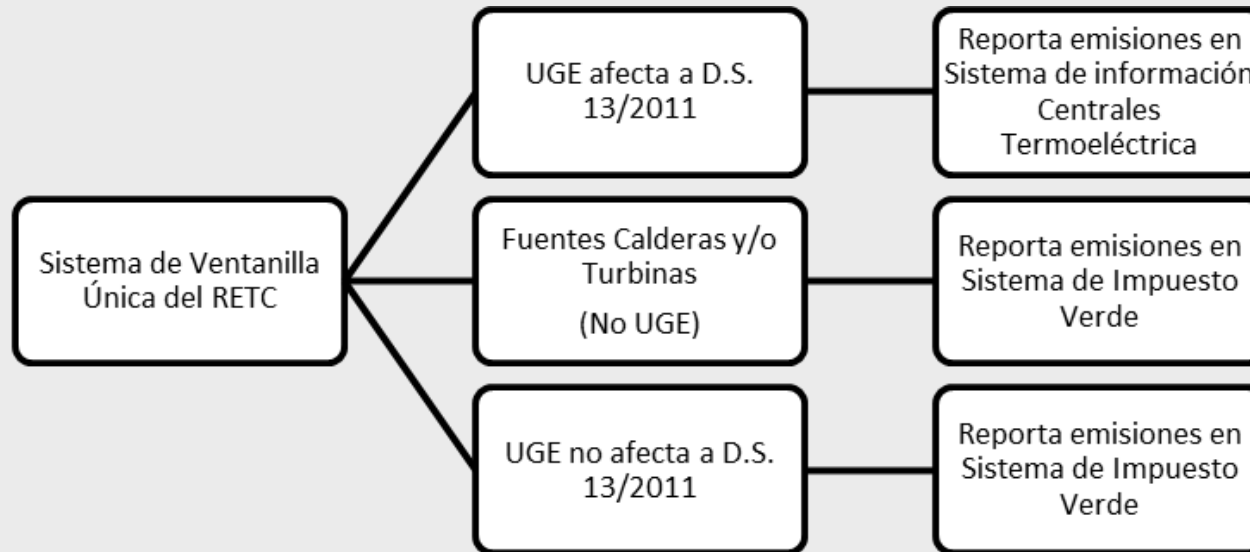 Sistema de Ventanilla
Única del RETC
UGE afecta a D.S.
13/2011
Reporta emisiones en
Sistema de información
Centrales
Termoeléctrica
Fuentes Calderas y/o
Turbinas
(No UGE)
Reporta emisiones en
Sistema de Impuesto
Verde
UGE no afecta a D.S.
13/2011
Reporta emisiones en
Sistema de Impuesto
Verde